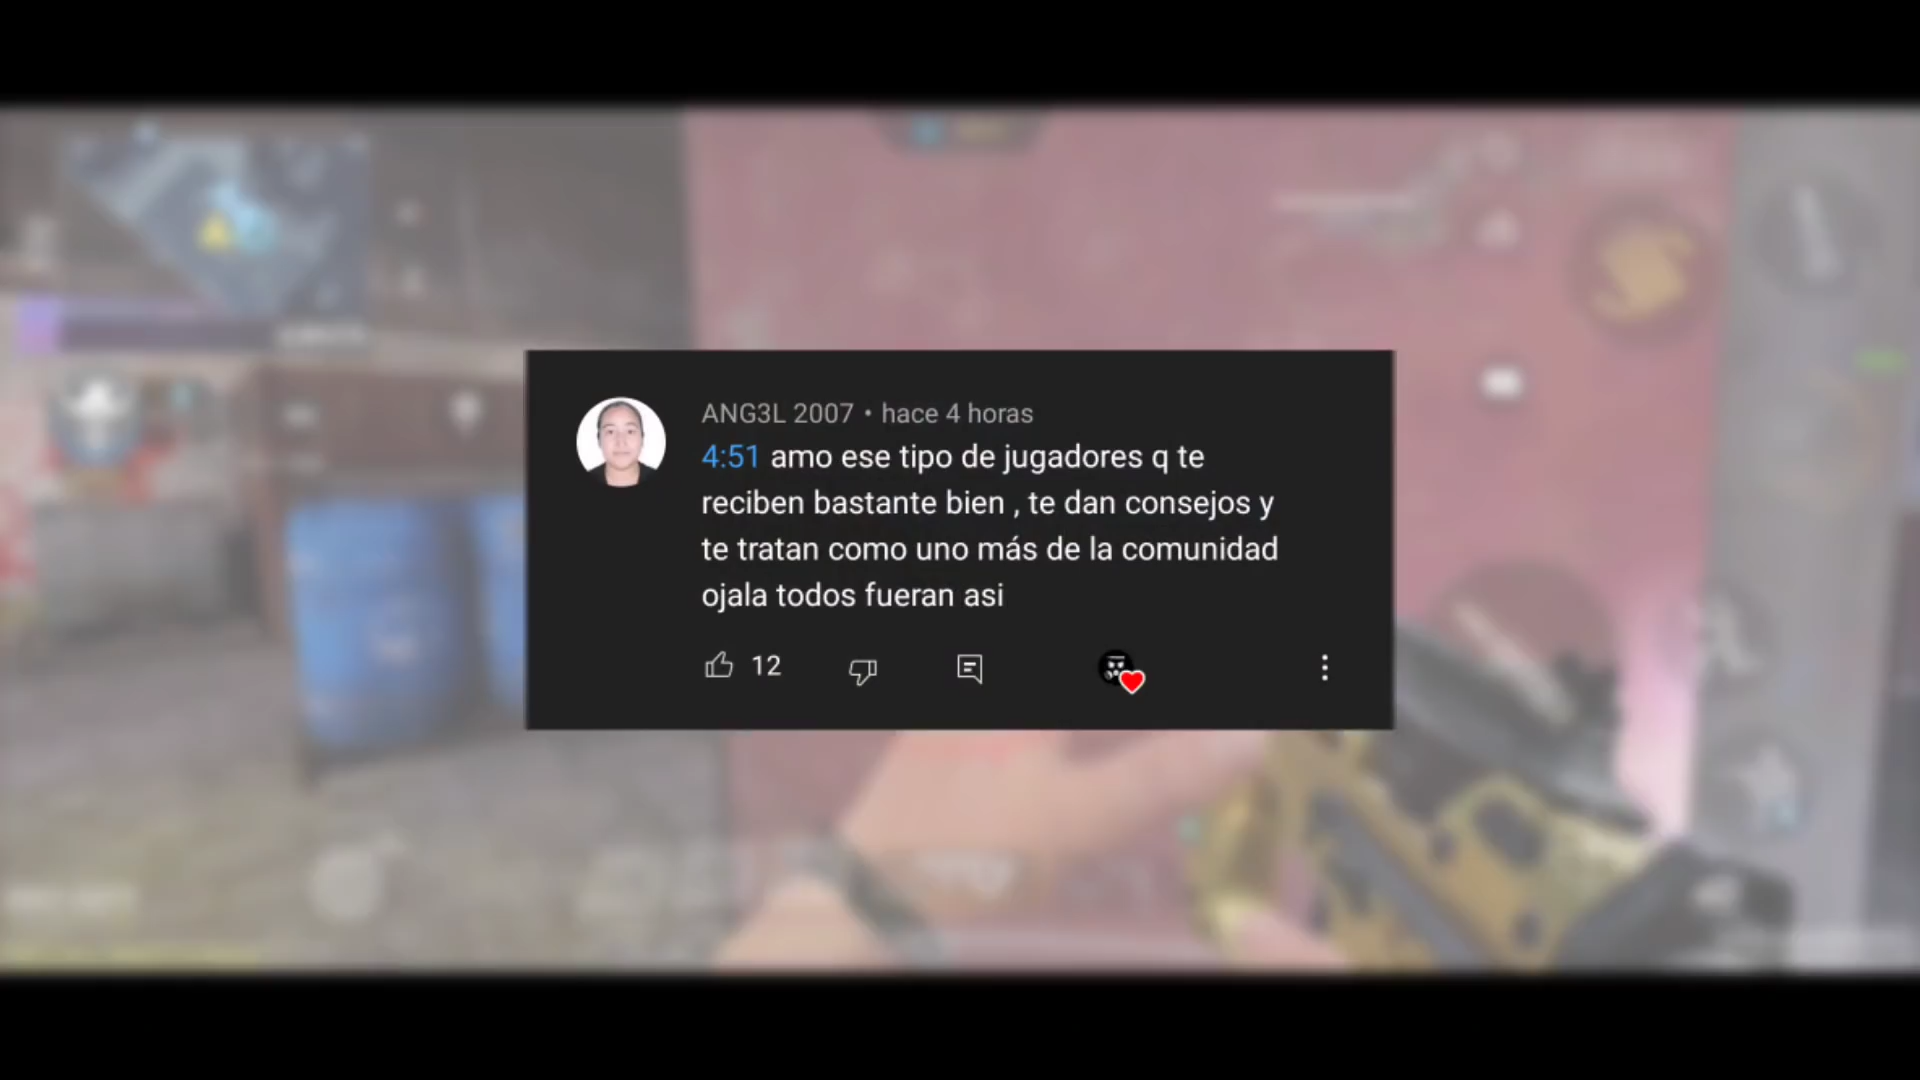 ANG3L 2007 • hace 4 horas
4:51 amo ese tipo de jugadores q te
reciben bastante bien , te dan consejos y
te tratan como uno más de la comunidad
ojala todos fueran asi
12